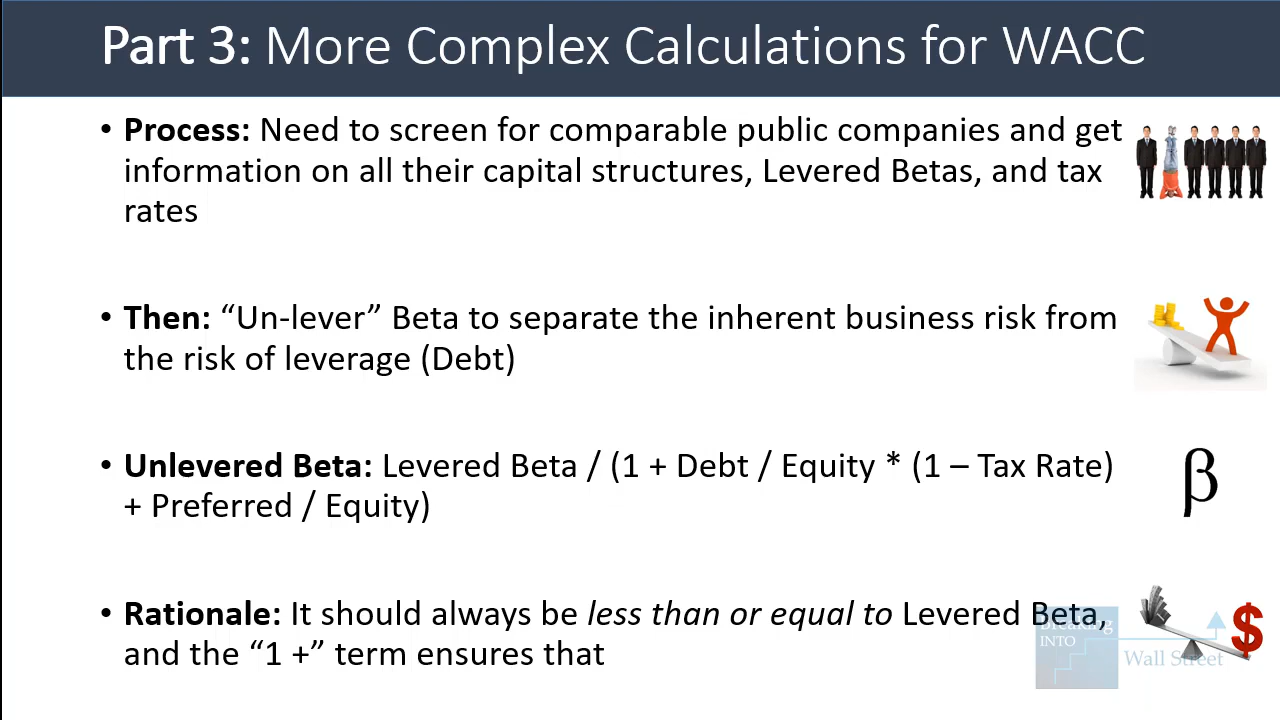 Part 3: More Complex Calculations for WACC
• Process: Need to screen for comparable public companies and get
information on all their capital structures, Levered Betas, and tax
rates
• Then: “Un-lever” Beta to separate the inherent business risk from
the risk of leverage (Debt)
• Unlevered Beta: Levered Beta / (1 + Debt / Equity * (1 – Tax Rate)
+ Preferred / Equity)
β
• Rationale: It should always be less than or equal to Levered Beta,
and the “1 +” term ensures that
$
Breaking
INTO
Wall Street